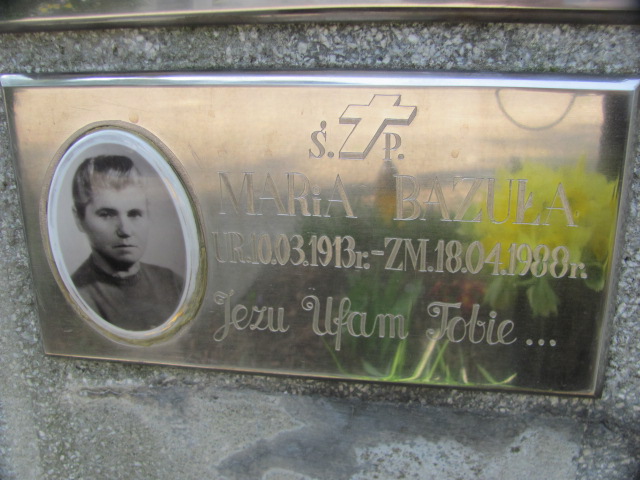 Ś. P.
MARiA BAZUŁA
UR.10.03.1913r.-ZM.18.04.1988r.
Jezu Ufam Tobie...